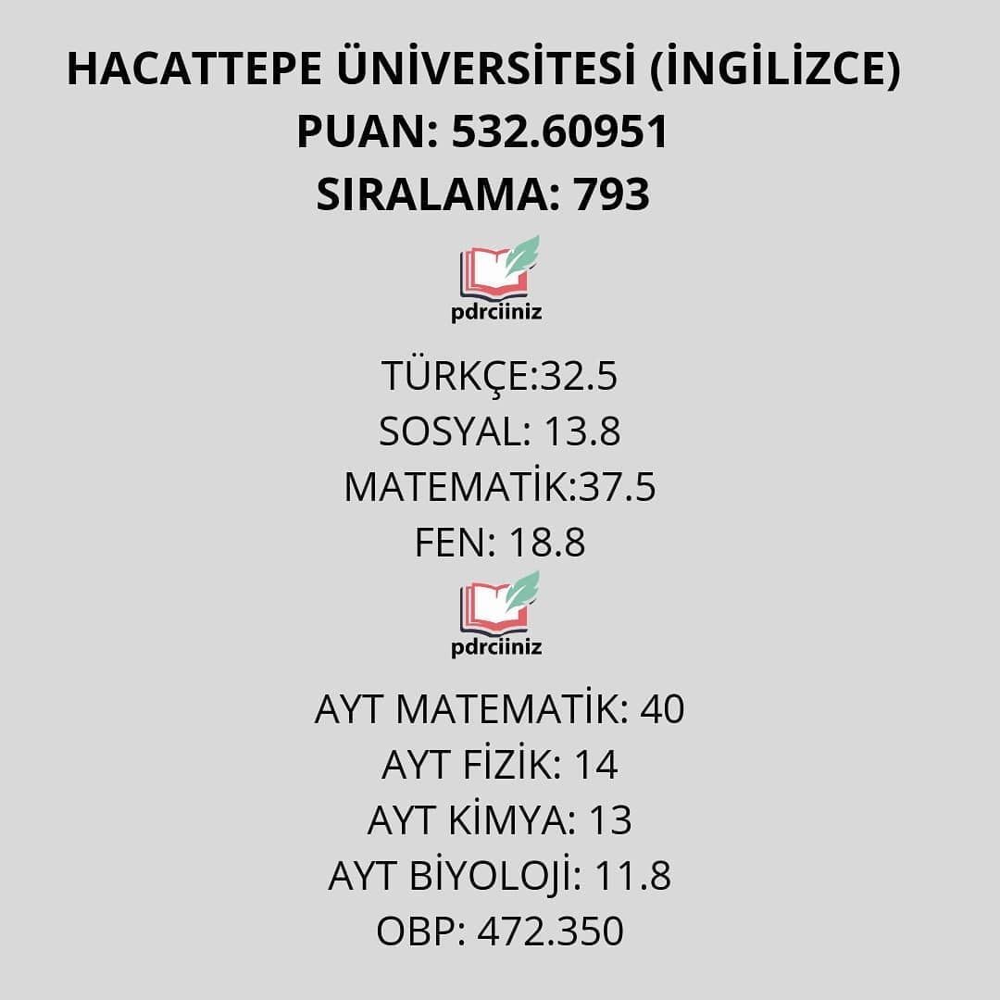 HACATTEPE ÜNİVERSİTESİ (İNGİLİZCE)
PUAN: 532.60951
SIRALAMA: 793
pdrciiniz
TÜRKÇE:32.5
SOSYAL: 13.8
MATEMATİK:37.5
FEN: 18.8
pdrciiniz
AYT MATEMATİK: 40
AYT FİZİK: 14
AYT KİMYA: 13
AYT BİYOLOJİ: 11.8
OBP: 472.350